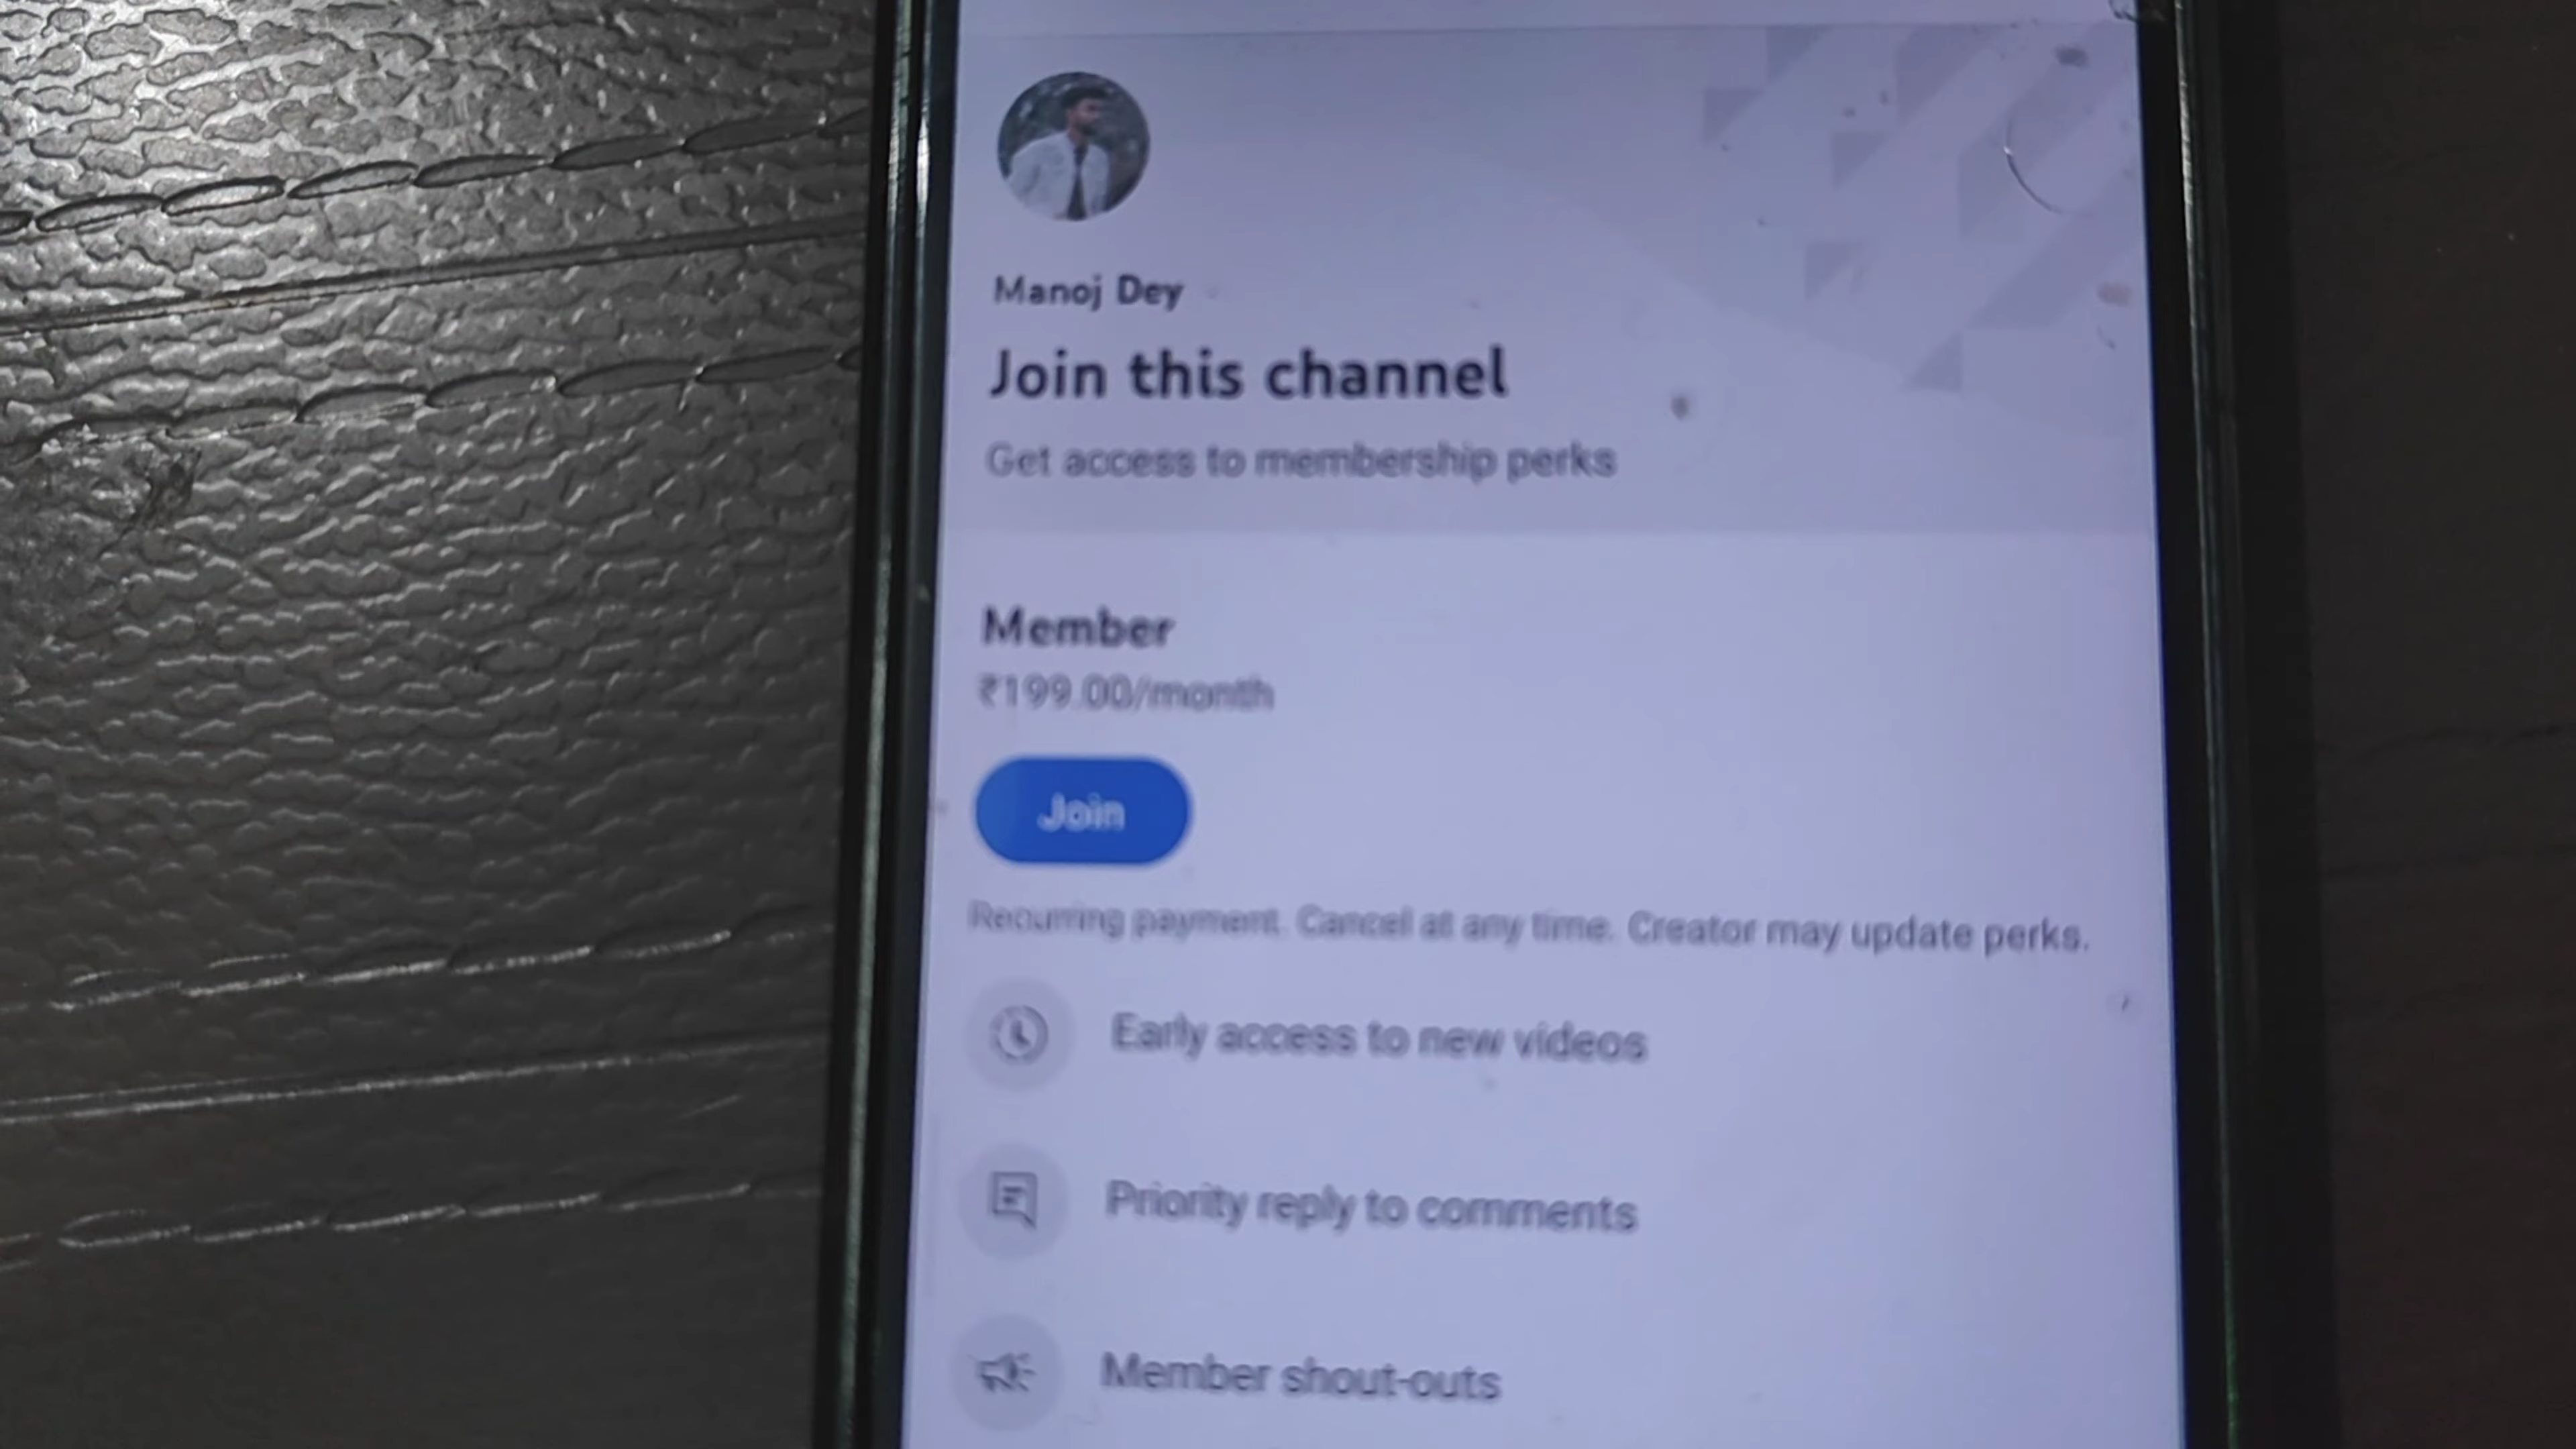 Manoj Dey
Join this channel
Get access to membership perks
Member
₹199.00/month
Join
Recurring payment. Cancel at any time. Creator may update perks.
Early access to new videos
Priority reply to comments
Member shout-outs